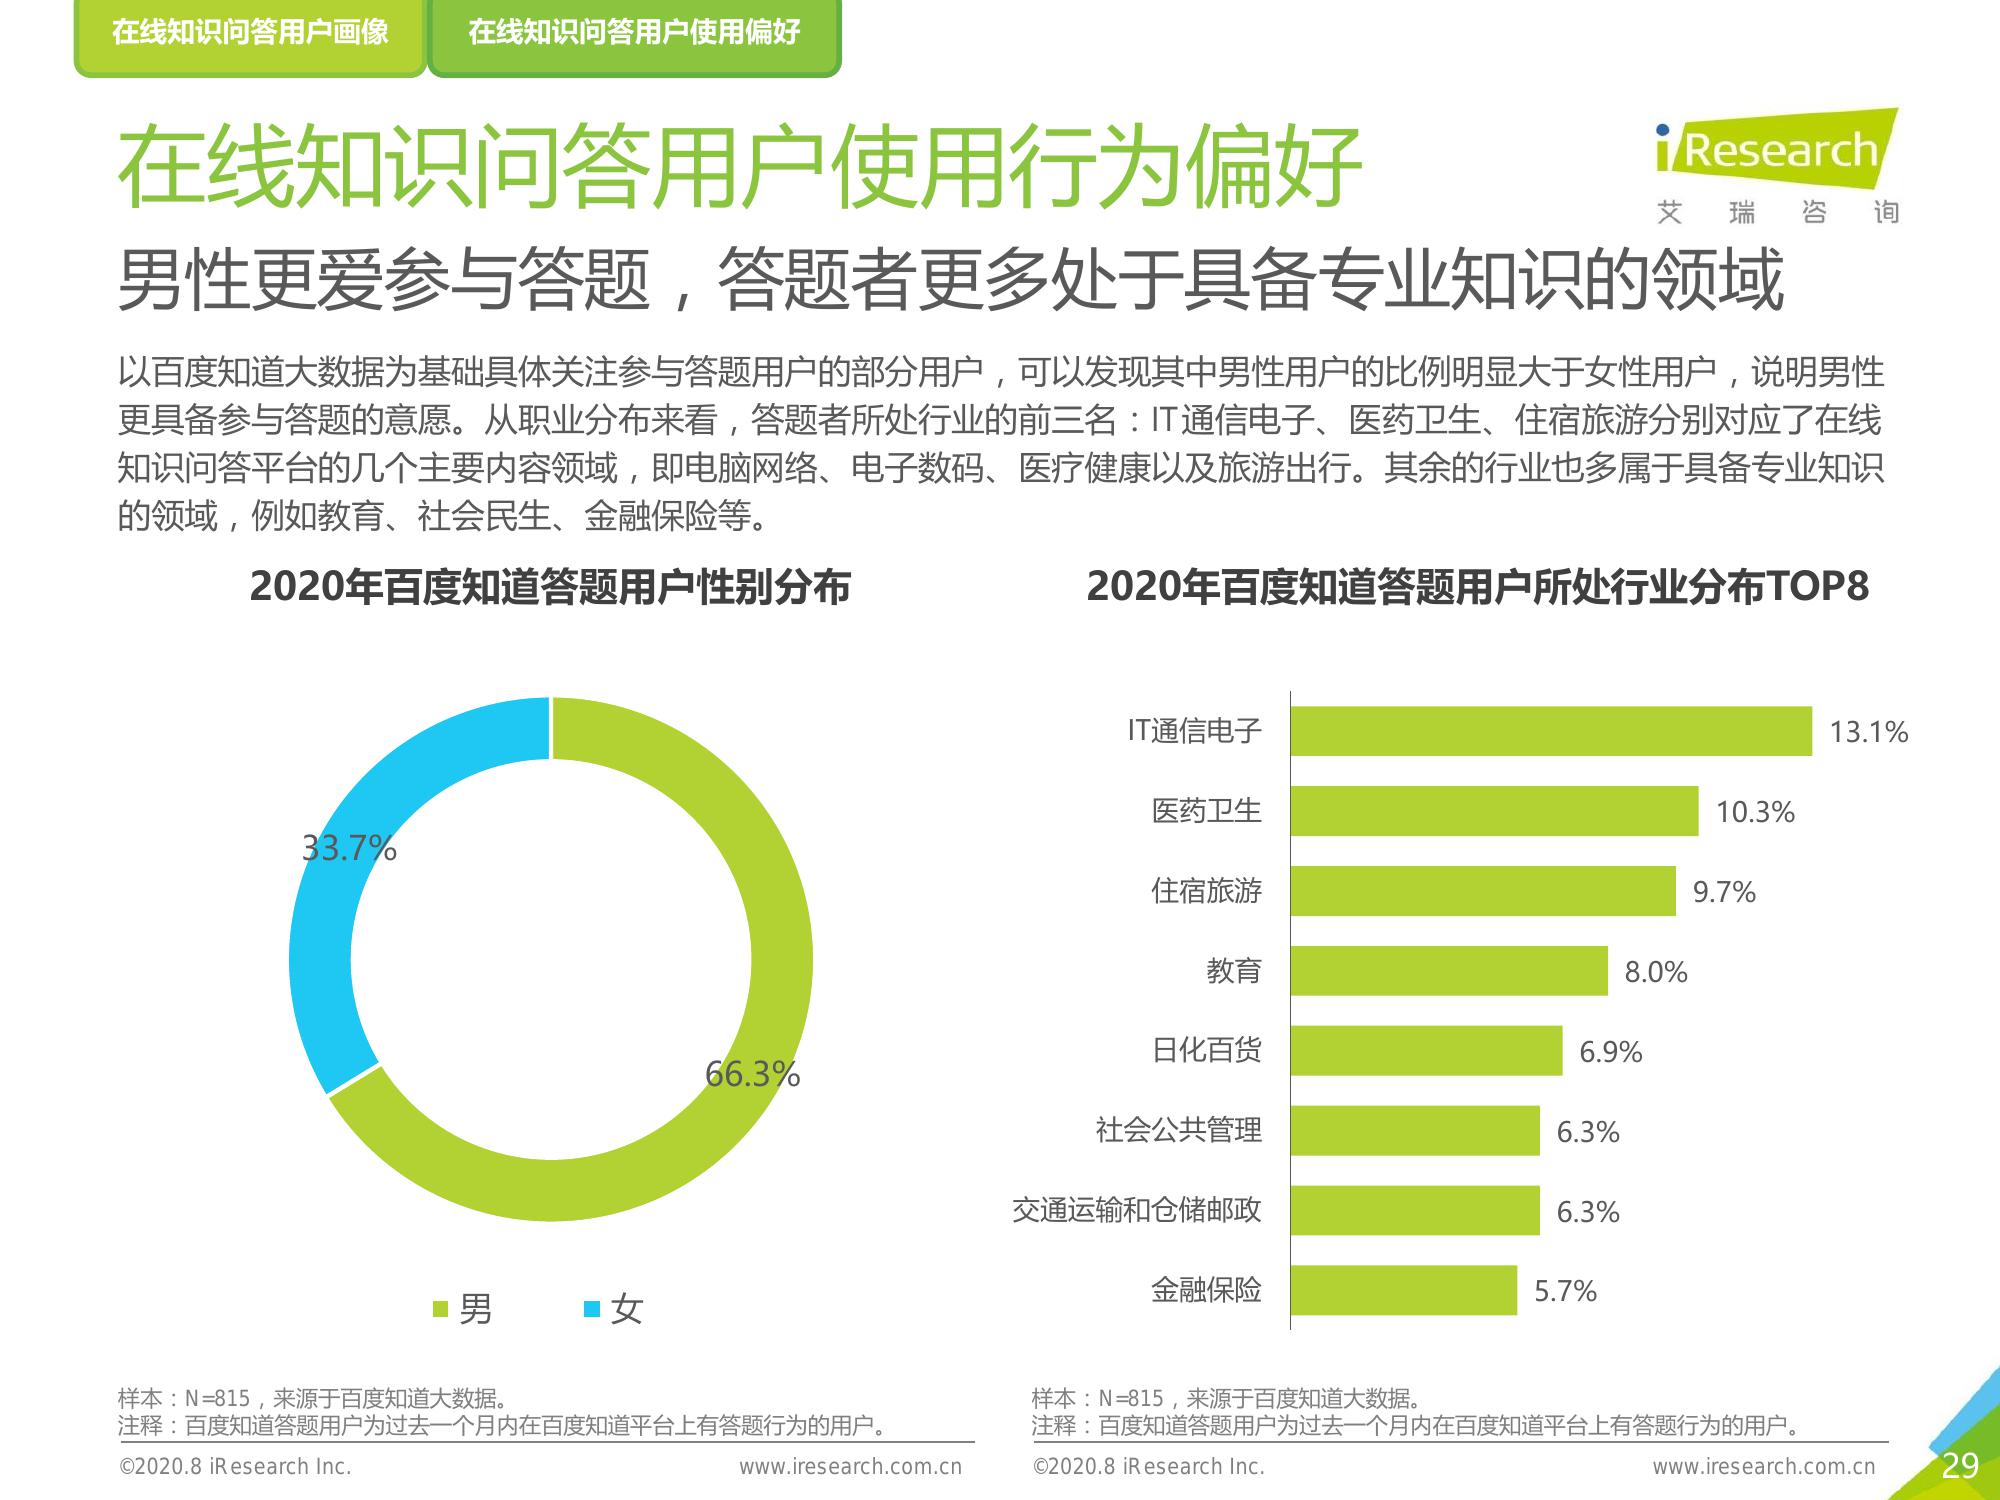 在线知识问答用户画像
在线知识问答用户使用偏好
在线知识问答用户使用行为偏好
iResearch
艾瑞咨询
男性更爱参与答题，答题者更多处于具备专业知识的领域
以百度知道大数据为基础具体关注参与答题用户的部分用户，可以发现其中男性用户的比例明显大于女性用户，说明男性
更具备参与答题的意愿。从职业分布来看，答题者所处行业的前三名：IT通信电子、医药卫生、住宿旅游分别对应了在线
知识问答平台的几个主要内容领域，即电脑网络、电子数码、医疗健康以及旅游出行。其余的行业也多属于具备专业知识
的领域，例如教育、社会民生、金融保险等。
2020年百度知道答题用户性别分布
33.7%
66.3%
男
女
2020年百度知道答题用户所处行业分布TOP8
IT通信电子 13.1%
医药卫生 10.3%
住宿旅游 9.7%
教育 8.0%
日化百货 6.9%
社会公共管理 6.3%
交通运输和仓储邮政 6.3%
金融保险 5.7%
样本：N=815，来源于百度知道大数据。
注释：百度知道答题用户为过去一个月内在百度知道平台上有答题行为的用户。
©2020.8 iResearch Inc.
www.iresearch.com.cn
样本：N=815，来源于百度知道大数据。
注释：百度知道答题用户为过去一个月内在百度知道平台上有答题行为的用户。
©2020.8 iResearch Inc.
www.iresearch.com.cn
29